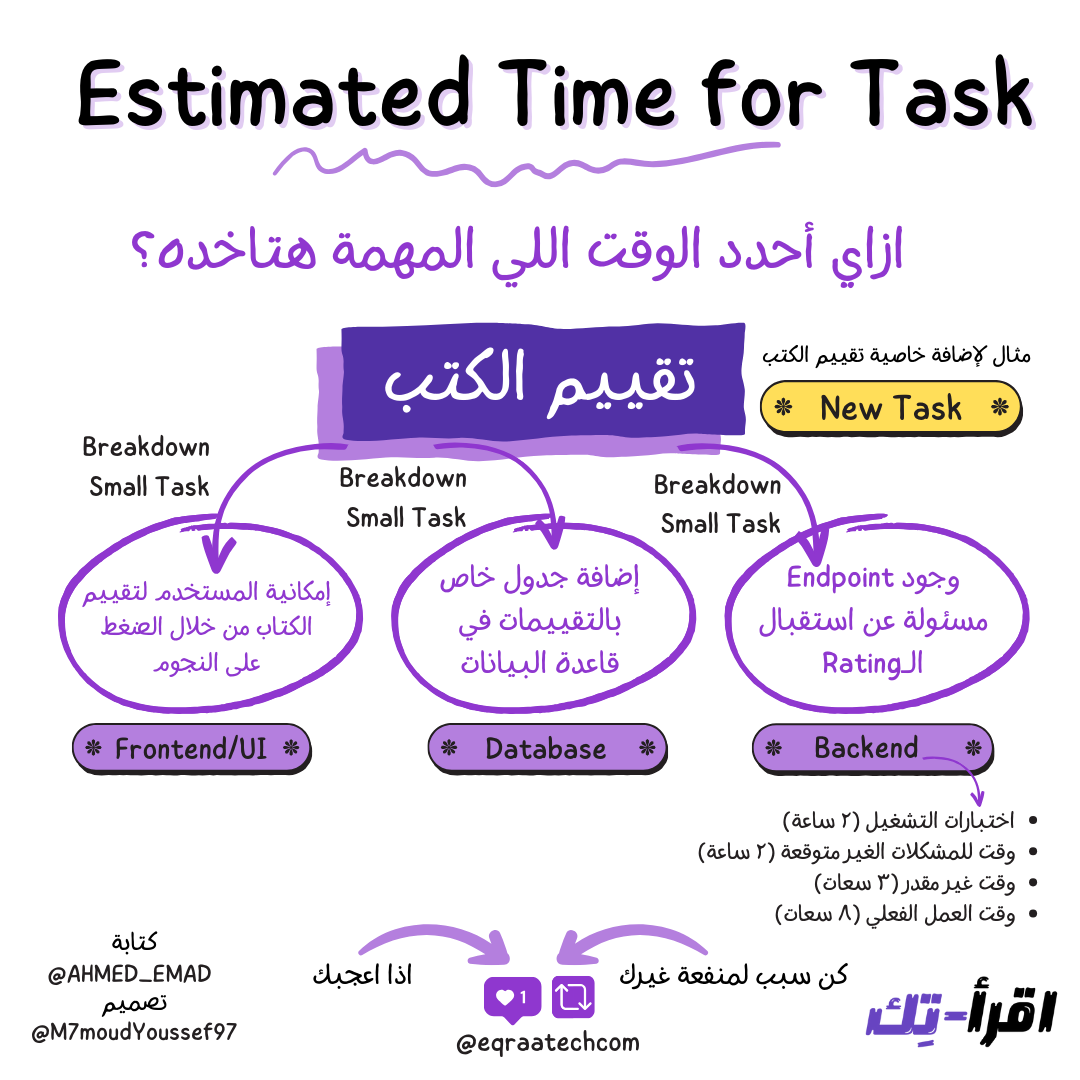 Estimated Time for Task
ازاي أحدد الوقت اللي المهمة هتاخده؟
مثال لإضافة خاصية تقييم الكتب
New Task
تقييم الكتب
Breakdown
Small Task
Breakdown
Small Task
Breakdown
Small Task
وجود Endpoint
مسئولة عن استقبال
الـRating
Backend
إضافة جدول خاص
بالتقييمات في
قاعدة البيانات
Database
إمكانية المستخدم لتقييم
الكتاب من خلال الضغط
على النجوم
Frontend/UI
• اختبارات التشغيل (٢ ساعة)
• وقت للمشكلات الغير متوقعة (٢ ساعة)
• وقت غير مقدر (٣ سعات)
• وقت العمل الفعلي (٨ سعات)
كن سبب لمنفعة غيرك
اذا اعجبك
1
@eqraatechcom
كتابة
@AHMED_EMAD
تصميم
@M7moudYoussef97
اقرأ-تِك